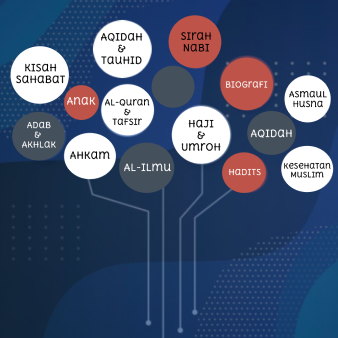 Kisah
Sahabat
Aqidah
&
Tauhid
Sirah
Nabi
Anak
Al-Quran
&
Tafsir
Biografi
Asmaul
Husna
Adab
&
Akhlak
Ahkam
Al-Ilmu
Haji
&
Umroh
Aqidah
Hadits
Kesehatan
Muslim